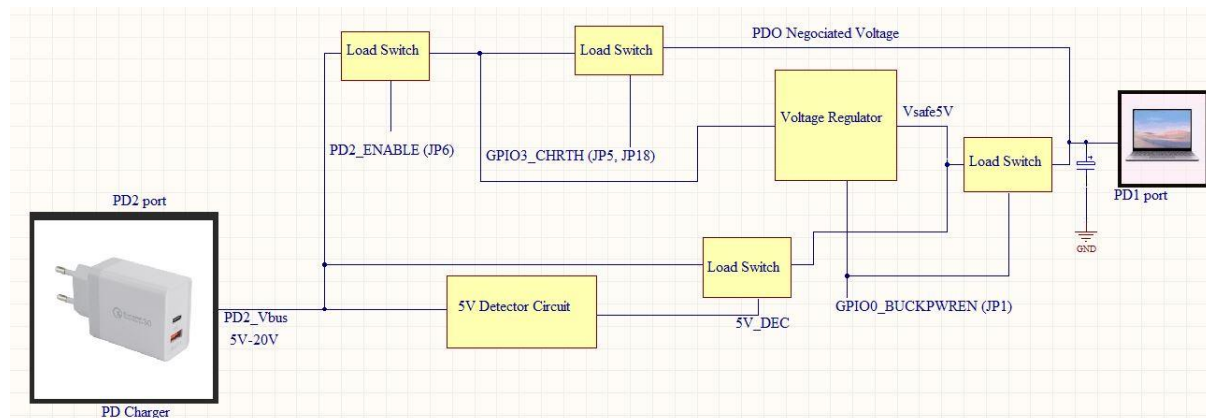 PDO Negociated Voltage
Load Switch
Load Switch
Voltage Regulator
Vsafe5V
PD2_ENABLE (JP6)
GPIO3_CHRTH (JP5, JP18)
Load Switch
PD1 port
PD2 port
GND
Load Switch
5V Detector Circuit
GPIO0_BUCKPWREN (JP1)
PD2_Vbus
5V_DEC
5V-20V
PD Charger